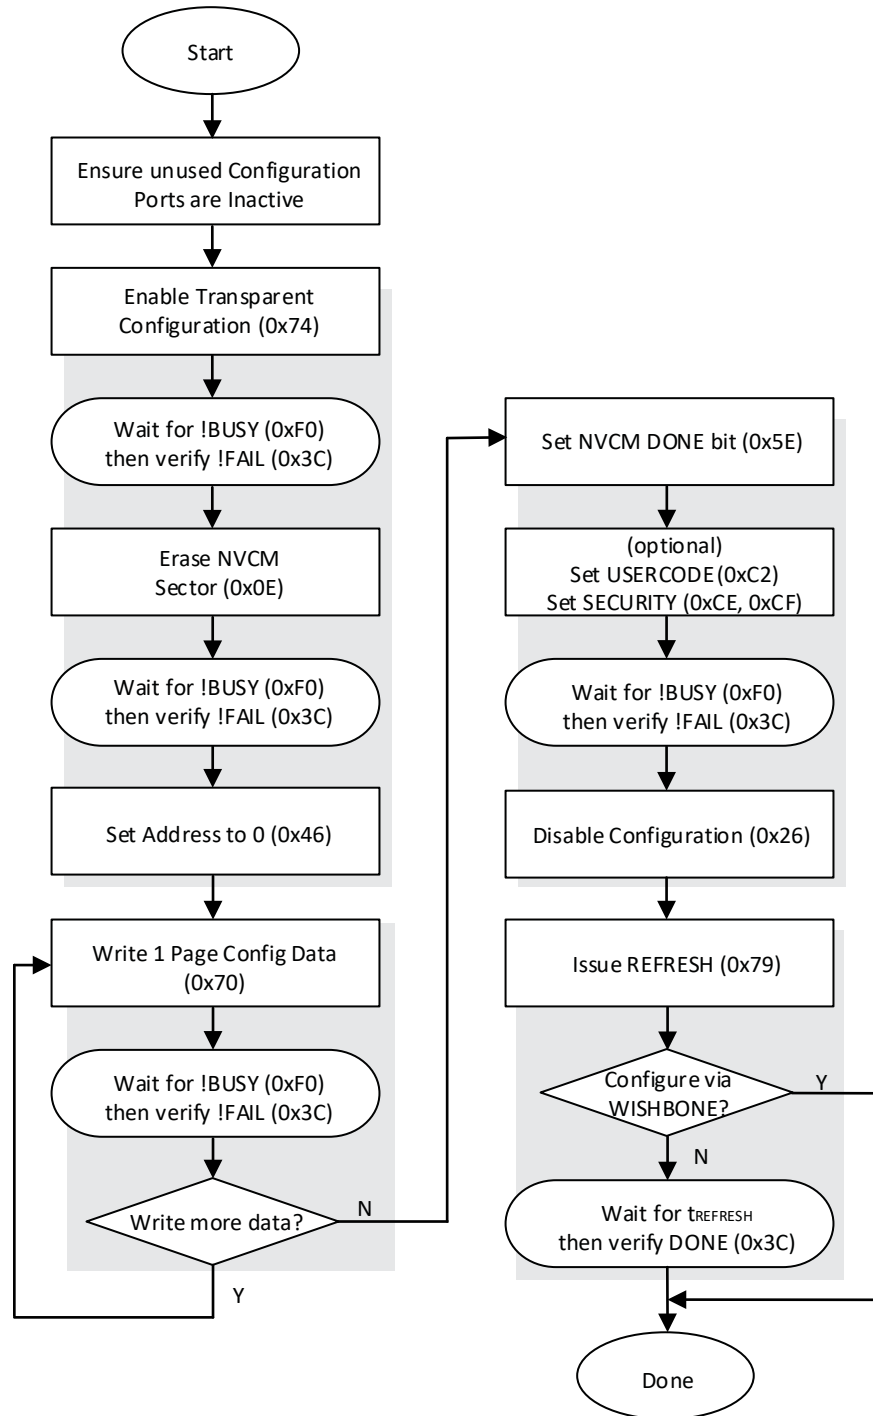 Start
Ensure unused Configuration
Ports are Inactive
Enable Transparent
Configuration (0x74)
Wait for !BUSY (0xF0)
then verify !FAIL (0x3C)
Erase NVCM
Sector (0x0E)
Wait for !BUSY (0xF0)
then verify !FAIL (0x3C)
Set Address to 0 (0x46)
Write 1 Page Config Data
(0x70)
Wait for !BUSY (0xF0)
then verify !FAIL (0x3C)
Write more data?
N
Y
Set NVCM DONE bit (0x5E)
(optional)
Set USERCODE (0xC2)
Set SECURITY (0xCE, 0xCF)
Wait for !BUSY (0xF0)
then verify !FAIL (0x3C)
Disable Configuration (0x26)
Issue REFRESH (0x79)
Configure via
WISHBONE?
Y
N
Wait for tREFRESH
then verify DONE (0x3C)
Done